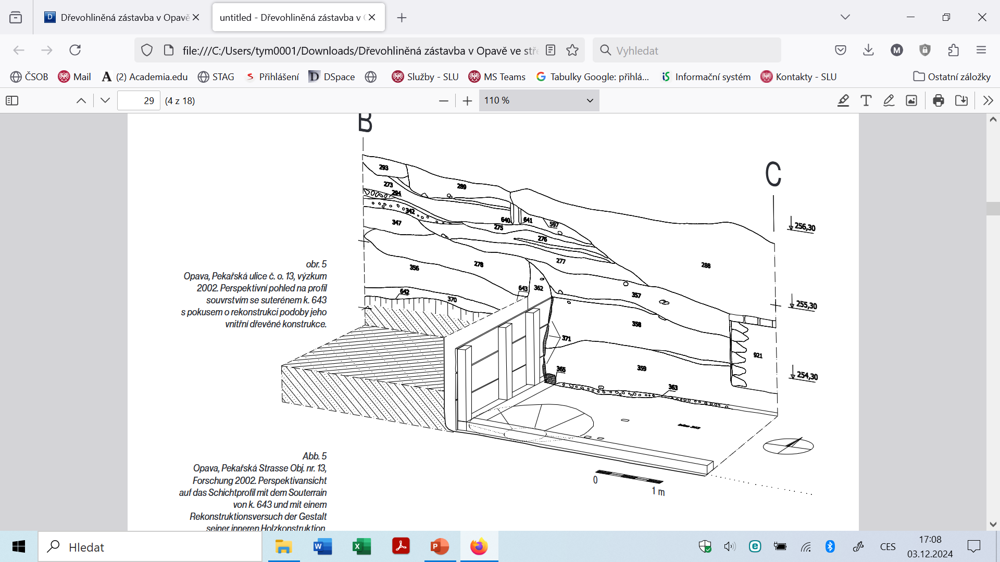 Dřevohliněná zástavba v Opavě
untitled - Dřevohliněná zástavba v
file:///C:/Users/tym0001/Downloads/Dřevohliněná zástavba v Opavě ve stř
Vyhledat
M
ČSOB
Mail
(2) Academia.edu
STAG
Přihlášení
DSpace
Služby - SLU
MS Teams
Tabulky Google: přihlá...
Informační systém
Kontakty - SLU
Ostatní záložky
29
(4 z 18)
110 %
B
C
293
273
289
294
342
347
640
641
597
275
276
277
278
288
356
643
362
642
370
357
358
371
365
359
363
921
256,30
255,30
254,30
0
1 m
obr. 5
Opava, Pekařská ulice č. o. 13, výzkum
2002. Perspektivní pohled na profil
souvrstvím se suterénem k. 643
s pokusem o rekonstrukci podoby jeho
vnitřní dřevěné konstrukce.
Abb. 5
Opava, Pekařská Strasse Obj. nr. 13,
Forschung 2002. Perspektivansicht
auf das Schichtprofil mit dem Souterrain
von k. 643 und mit einem
Rekonstruktionsversuch der Gestalt
seiner inneren Holzkonstruktion.
Hledat
CES
17:08
03.12.2024